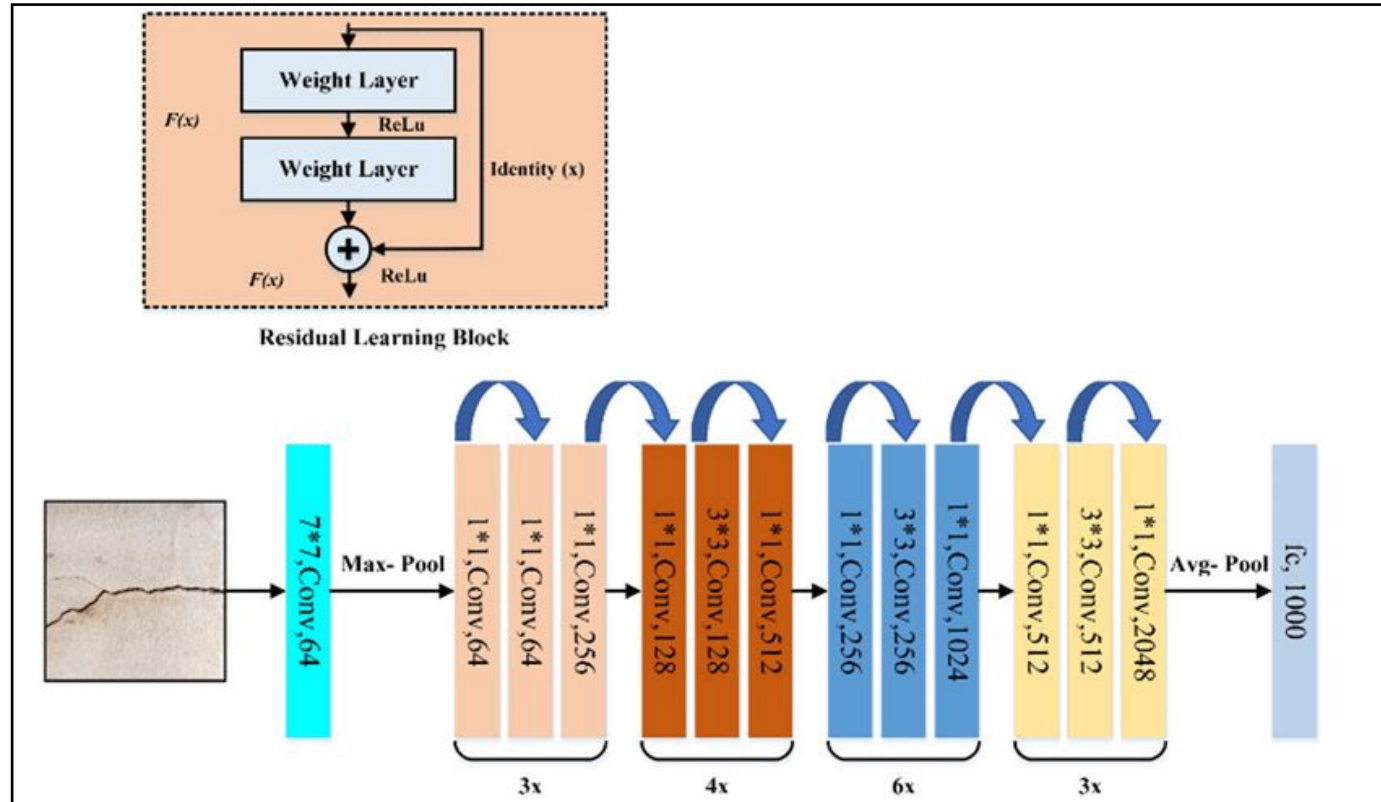 Weight Layer
F(x)
ReLu
Weight Layer
Identity (x)
+
F(x)
ReLu
Residual Learning Block
7*7,Conv,64
Max- Pool
1*1,Conv,64
1*1,Conv,64
1*1,Conv,256
1*1,Conv,128
3*3,Conv,128
1*1,Conv,512
1*1,Conv,256
3*3,Conv,256
1*1,Conv,1024
1*1,Conv,512
3*3,Conv,512
1*1,Conv,2048
Avg- Pool
fc, 1000
3x
4x
6x
3x